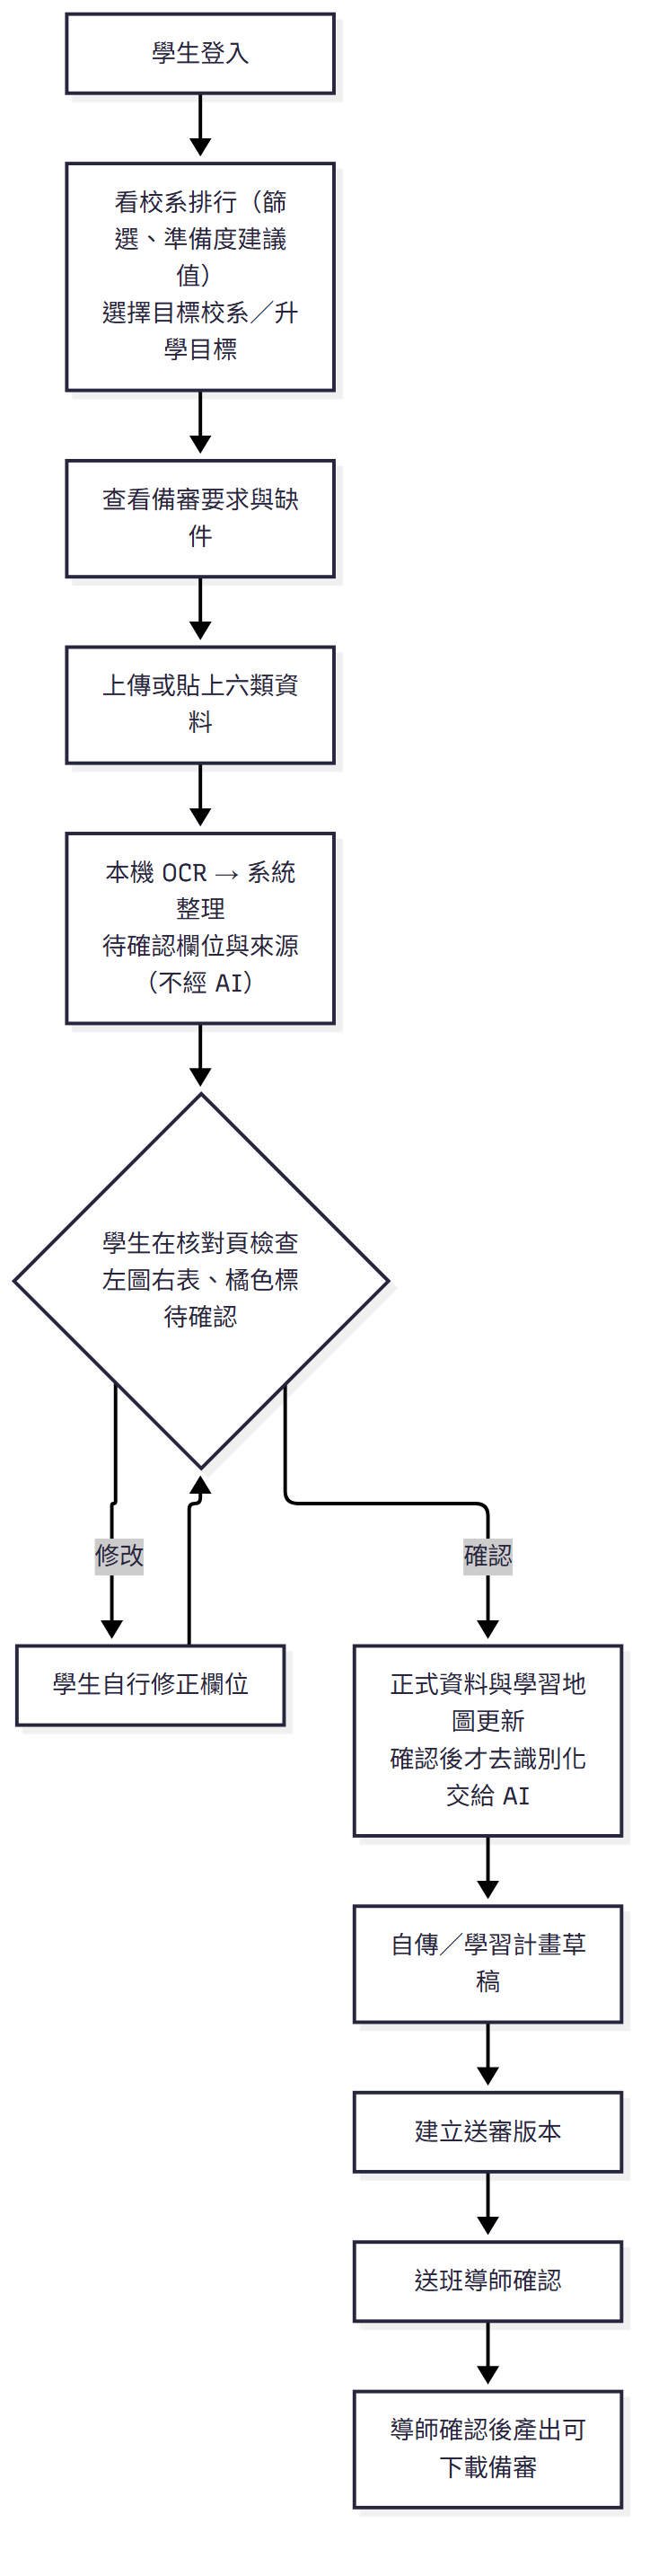 學生登入
看校系排行（篩
選、準備度建議
值）
選擇目標校系／升
學目標
查看備審要求與缺
件
上傳或貼上六類資
料
本機 OCR → 系統
整理
待確認欄位與來源
（不經 AI）
學生在核對頁檢查
左圖右表、橘色標
待確認
修改
確認
學生自行修正欄位
正式資料與學習地
圖更新
確認後才去識別化
交給 AI
自傳／學習計畫草
稿
建立送審版本
送班導師確認
導師確認後產出可
下載備審